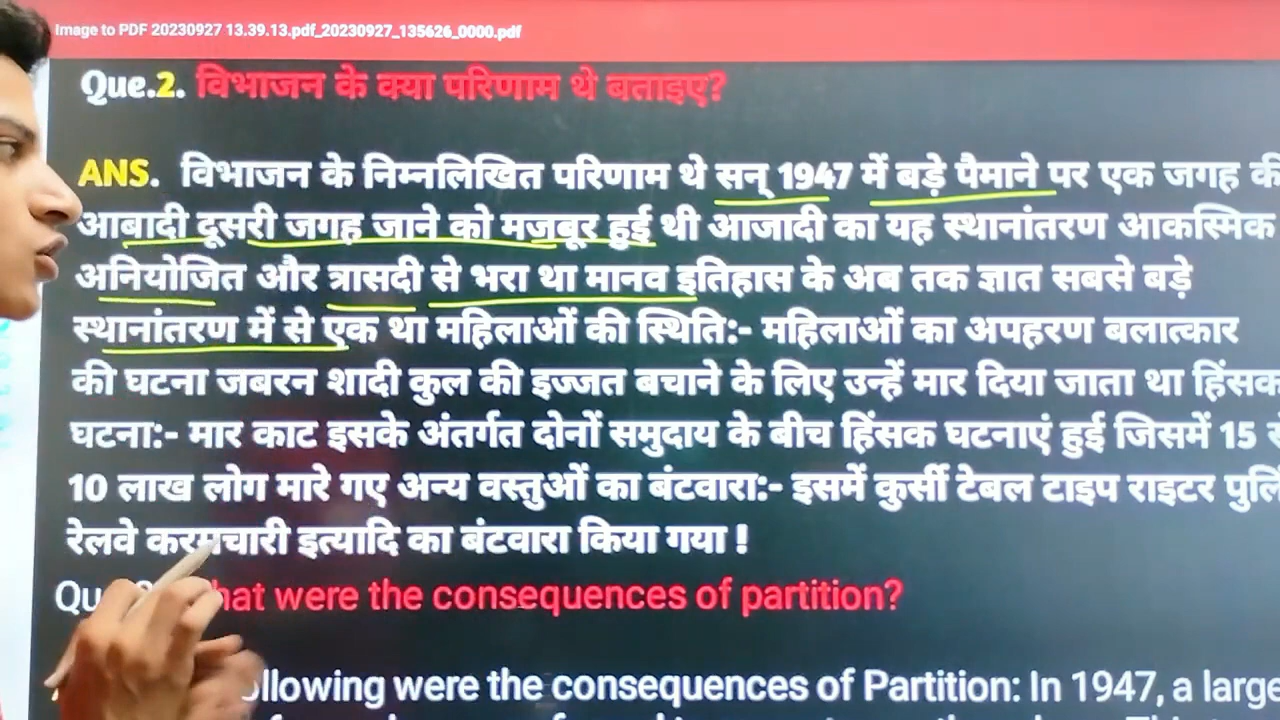 Image to PDF 20230927 13.39.13.pdf_20230927_135626_0000.pdf
Que.2. विभाजन के क्या परिणाम थे बताइए?
ANS. विभाजन के निम्नलिखित परिणाम थे सन् 1947 में बड़े पैमाने पर एक जगह की
आबादी दूसरी जगह जाने को मजबूर हुई थी आजादी का यह स्थानांतरण आकस्मिक
अनियोजित और त्रासदी से भरा था मानव इतिहास के अब तक ज्ञात सबसे बड़े
स्थानांतरण में से एक था महिलाओं की स्थिति:- महिलाओं का अपहरण बलात्कार
की घटना जबरन शादी कुल की इज्जत बचाने के लिए उन्हें मार दिया जाता था हिंसक
घटना:- मार काट इसके अंतर्गत दोनों समुदाय के बीच हिंसक घटनाएं हुई जिसमें 15
10 लाख लोग मारे गए अन्य वस्तुओं का बंटवारा:- इसमें कुर्सी टेबल टाइप राइटर
रेलवे करमचारी इत्यादि का बंटवारा किया गया !
were the consequences of partition?
were the consequences of Partition: In 1947, a large